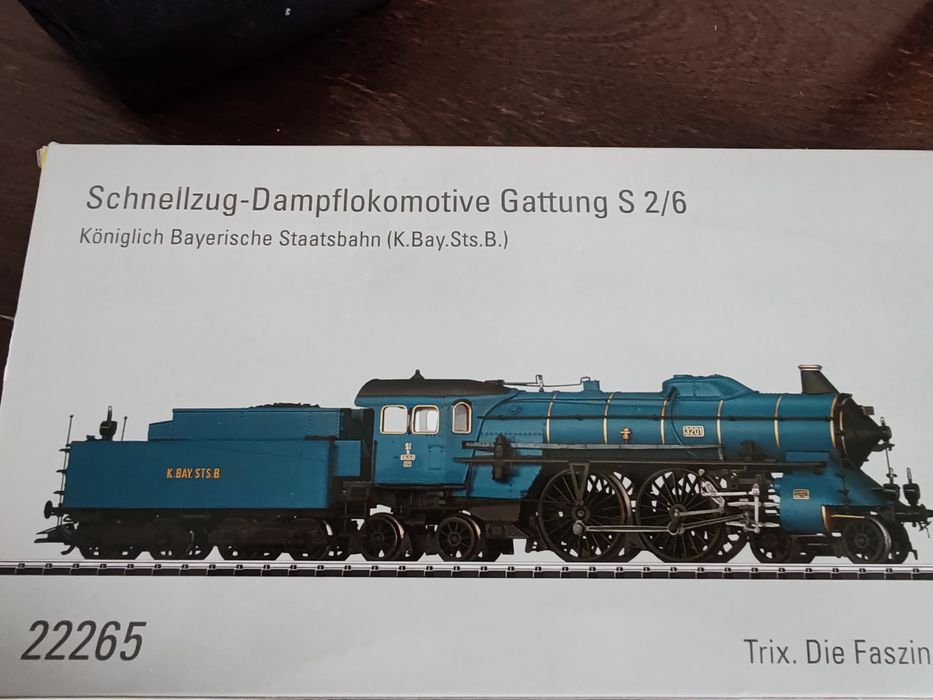 Schnellzug-Dampflokomotive Gattung S 2/6
Königlich Bayerische Staatsbahn (K.Bay.Sts.B.)
3201
K.BAY.STS.B.
22265
Trix. Die Faszin